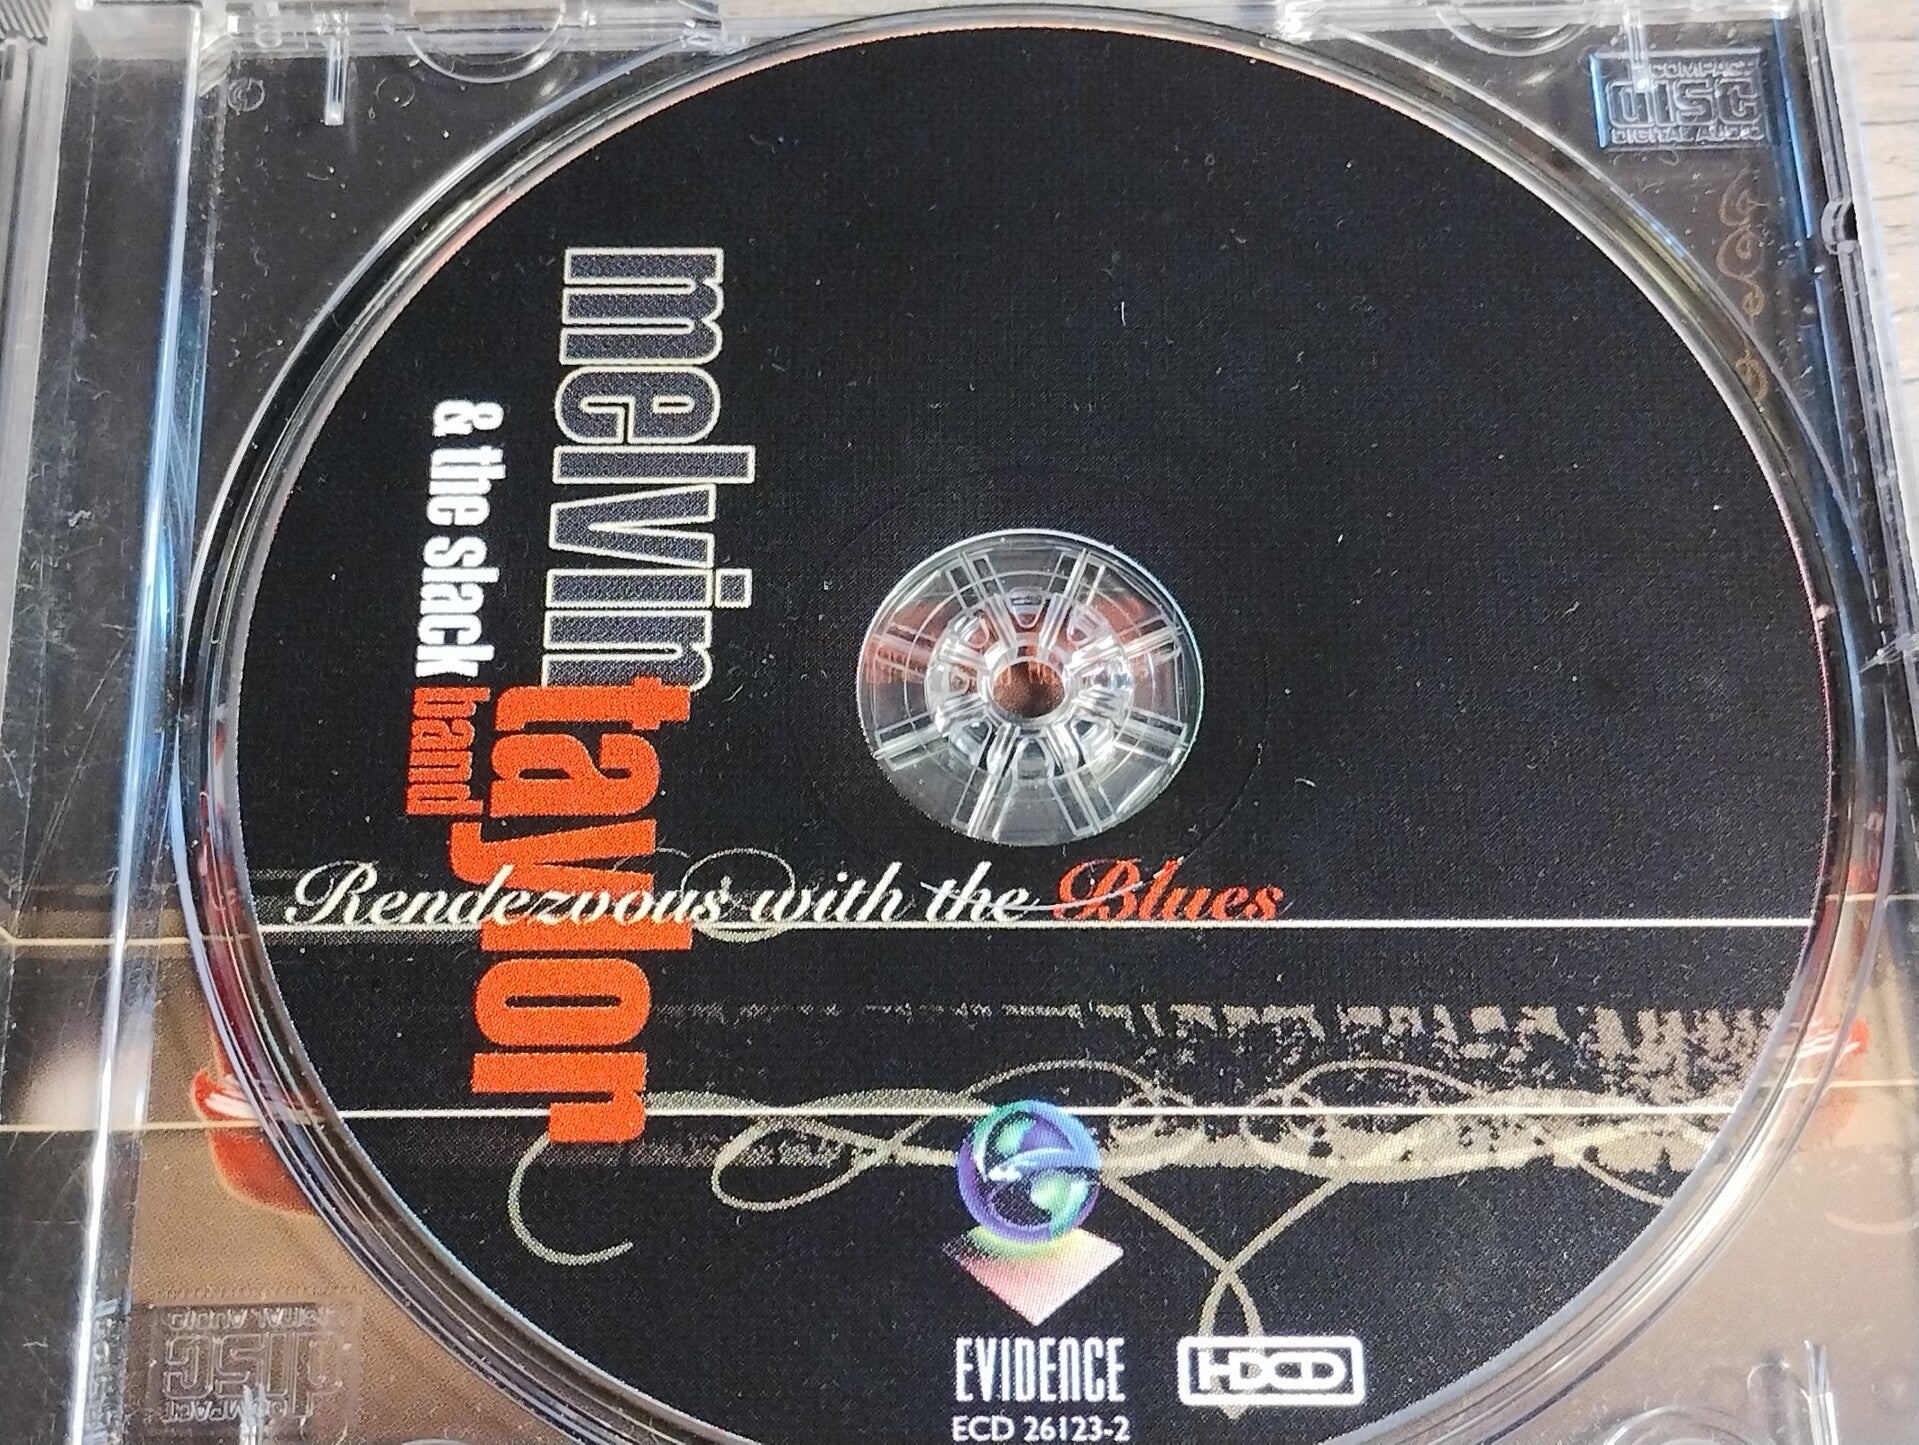 COMPACT
disc
DIGITAL AUDIO
melvin taylor
& the slack band
Rendezvous with the Blues
EVIDENCE
ECD 26123-2
HDCD